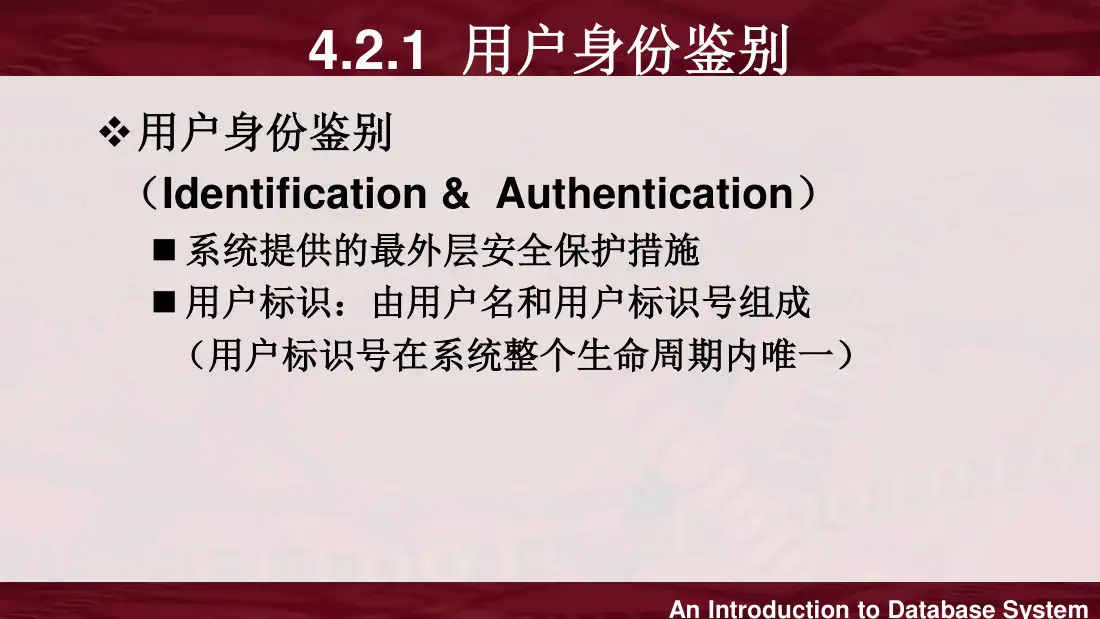 4.2.1 用户身份鉴别
❖用户身份鉴别
（Identification & Authentication）
■ 系统提供的最外层安全保护措施
■ 用户标识：由用户名和用户标识号组成
（用户标识号在系统整个生命周期内唯一）
An Introduction to Database System